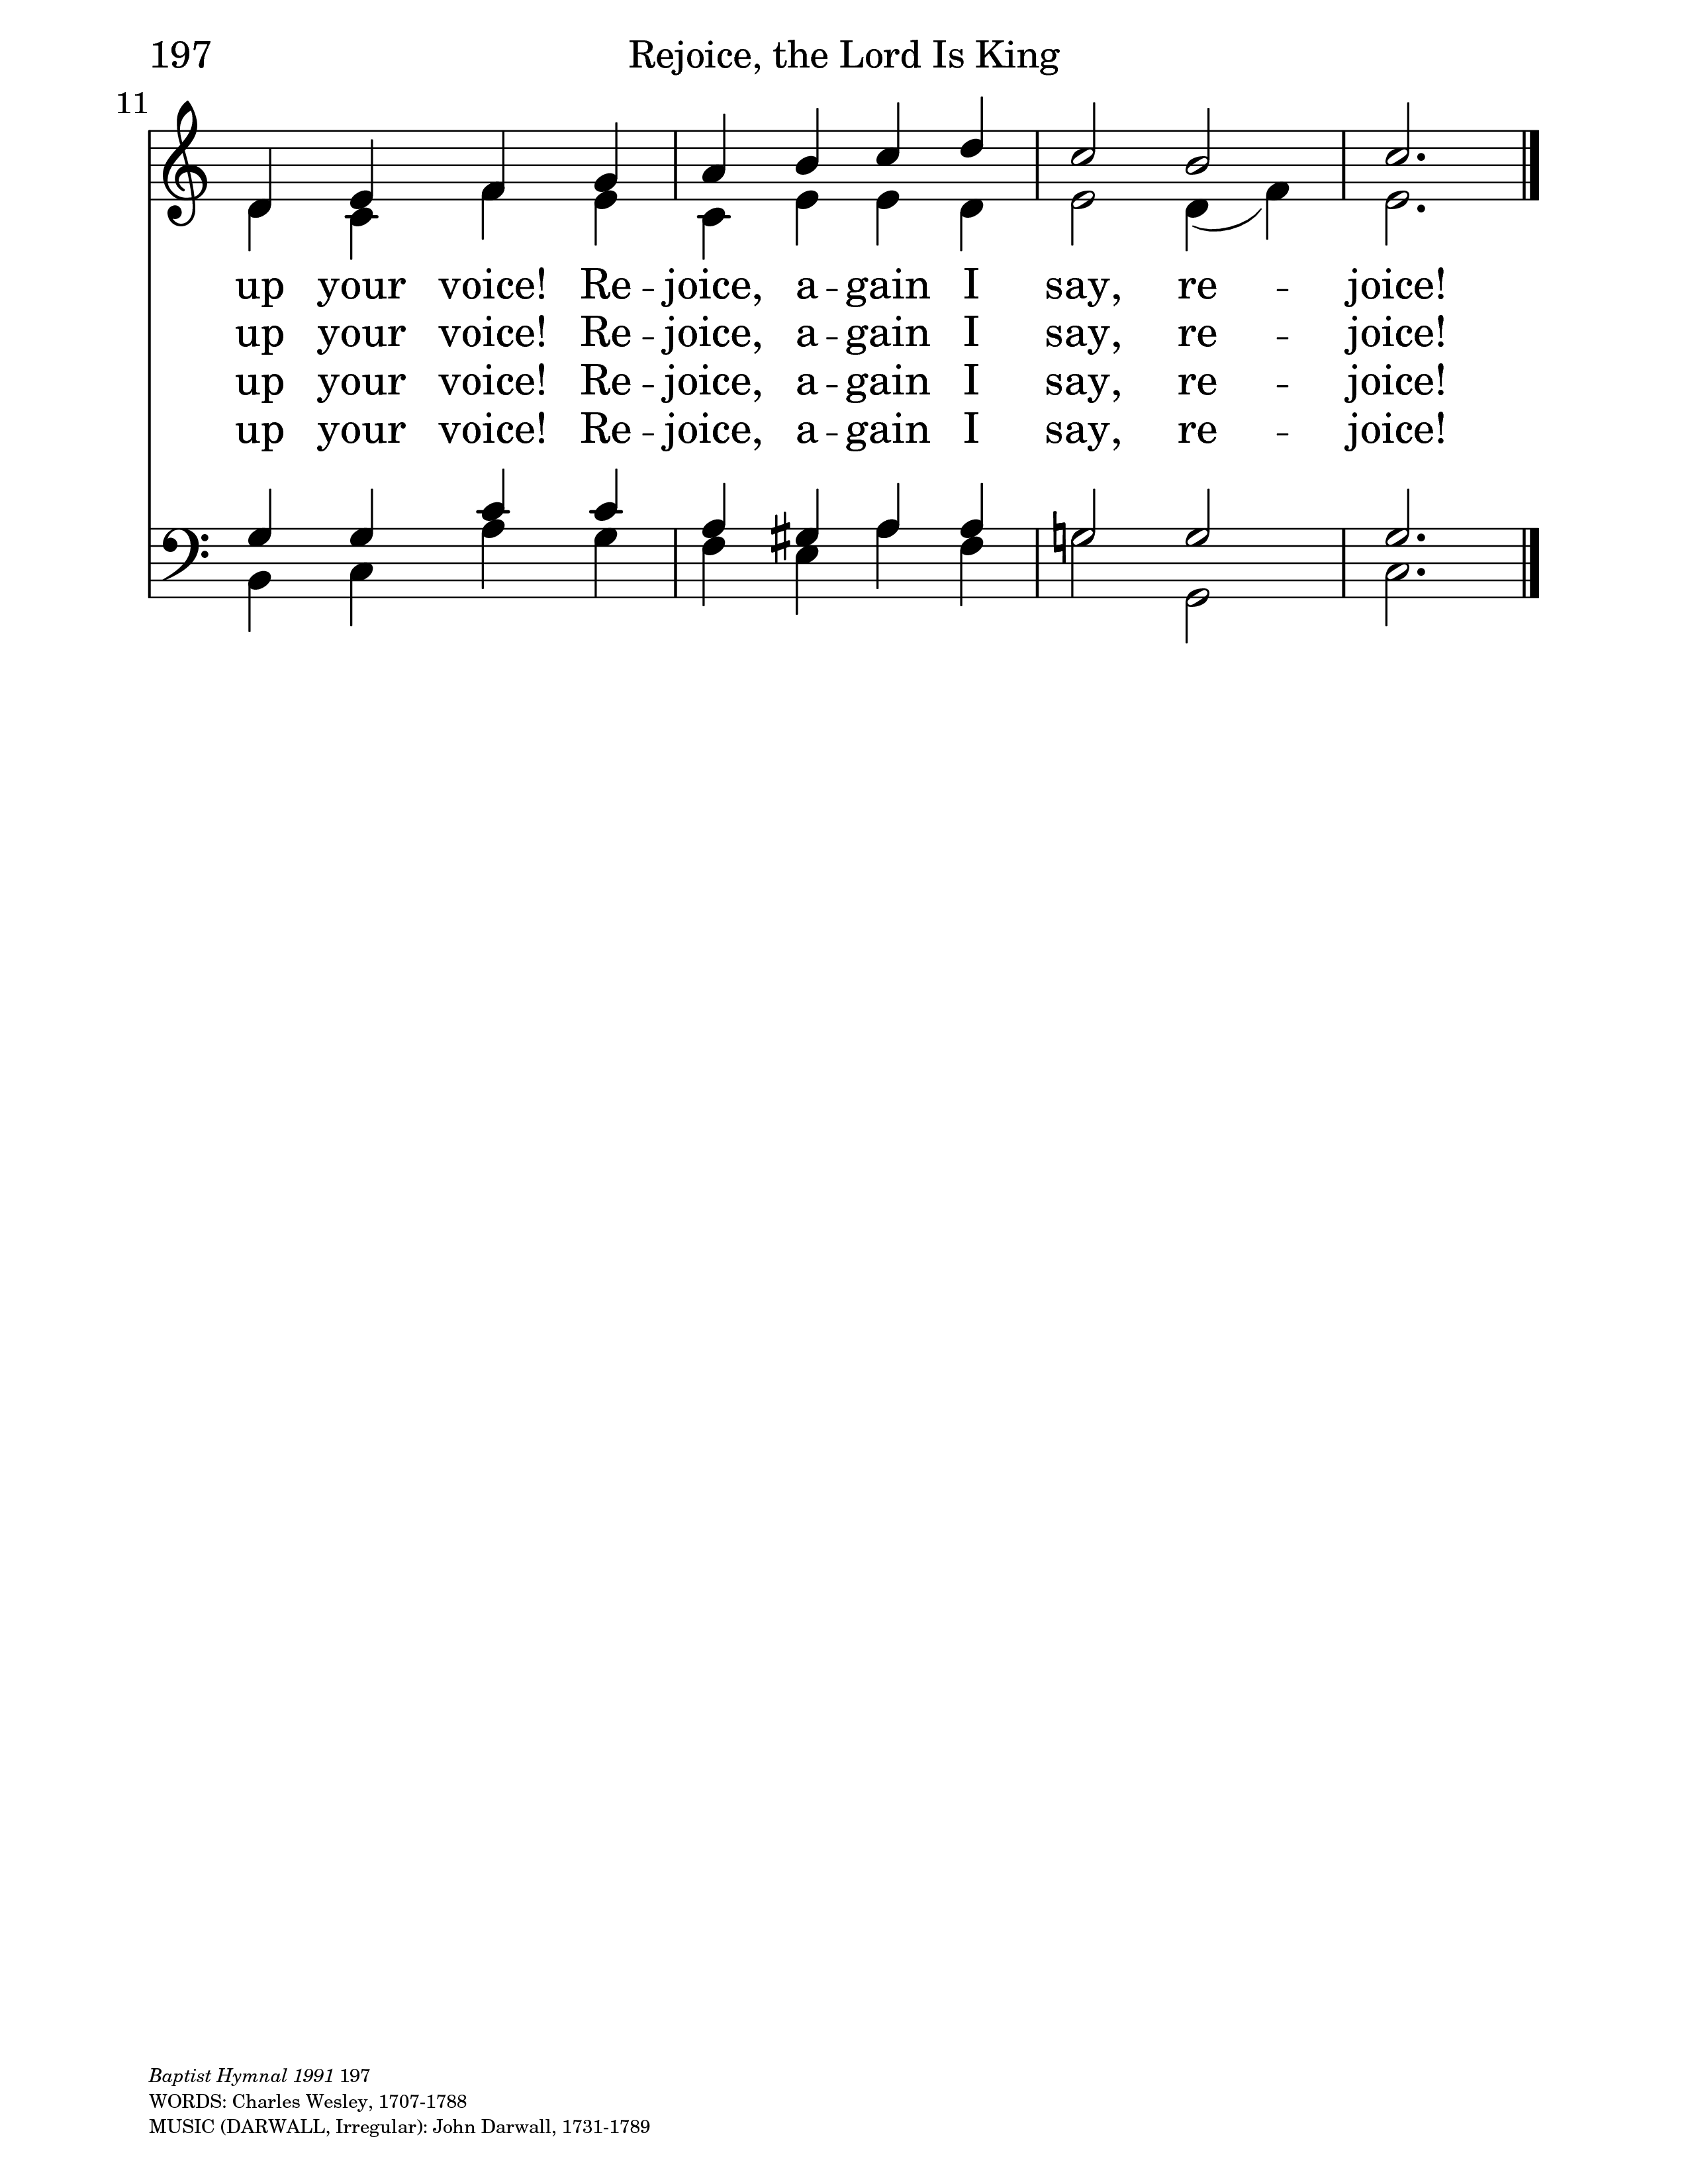 197 Rejoice, the Lord Is King
11
up your voice! Re -- joice, a -- gain I say, re -- joice!
up your voice! Re -- joice, a -- gain I say, re -- joice!
up your voice! Re -- joice, a -- gain I say, re -- joice!
up your voice! Re -- joice, a -- gain I say, re -- joice!
Baptist Hymnal 1991 197
WORDS: Charles Wesley, 1707-1788
MUSIC (DARWALL, Irregular): John Darwall, 1731-1789